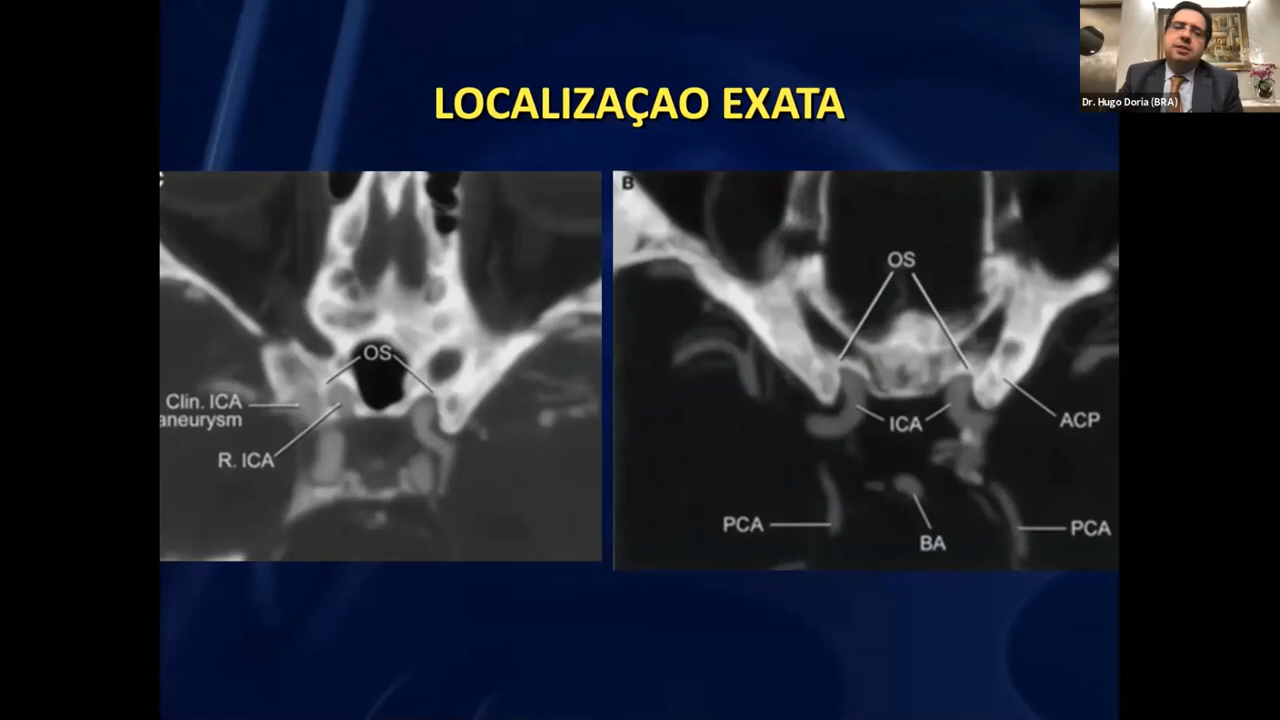 Dr. Hugo Doria (BRA)
LOCALIZAÇAO EXATA
OS
Clin. ICA
aneurysm
R. ICA
B
OS
ICA
ACP
PCA
BA
PCA